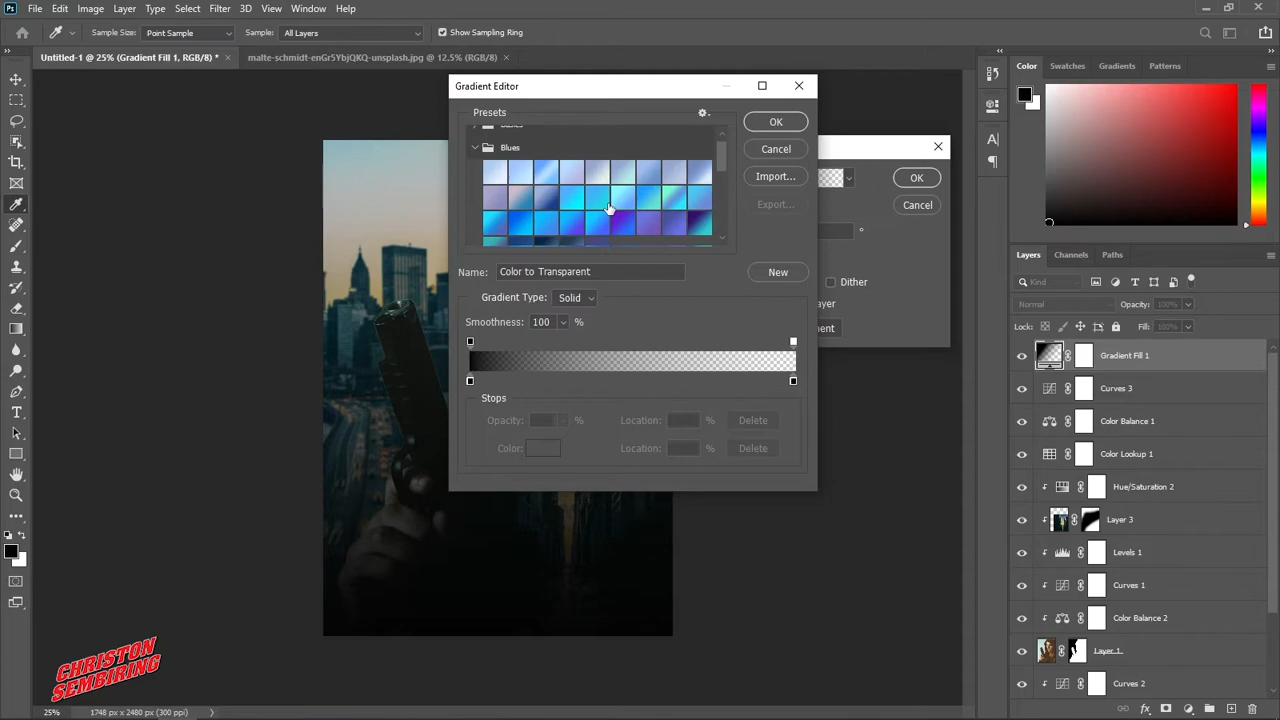 Ps File Edit Image Layer Type Select Filter 3D View Window Help
Sample Size: Point Sample Sample: All Layers Show Sampling Ring
Untitled-1 @ 25% (Gradient Fill 1, RGB/8) * × malte-schmidt-enGr5YbjQKQ-unsplash.jpg @ 12.5% (RGB/8) ×
Gradient Editor
Presets
Basics
Blues
OK
Cancel
Import...
Export...
Name: Color to Transparent
New
Gradient Type: Solid
Smoothness: 100 %
Stops
Opacity: % Location: % Delete
Color: Location: % Delete
OK
Cancel
°
Dither
Color Swatches Gradients Patterns
Layers Channels Paths
Kind
Normal Opacity: 100%
Lock: Fill: 100%
Gradient Fill 1
Curves 3
Color Balance 1
Color Lookup 1
Hue/Saturation 2
Layer 3
Levels 1
Curves 1
Color Balance 2
Layer 1
Curves 2
CHRISTON
SEMBIRING
25% 1748 px x 2480 px (300 ppi)